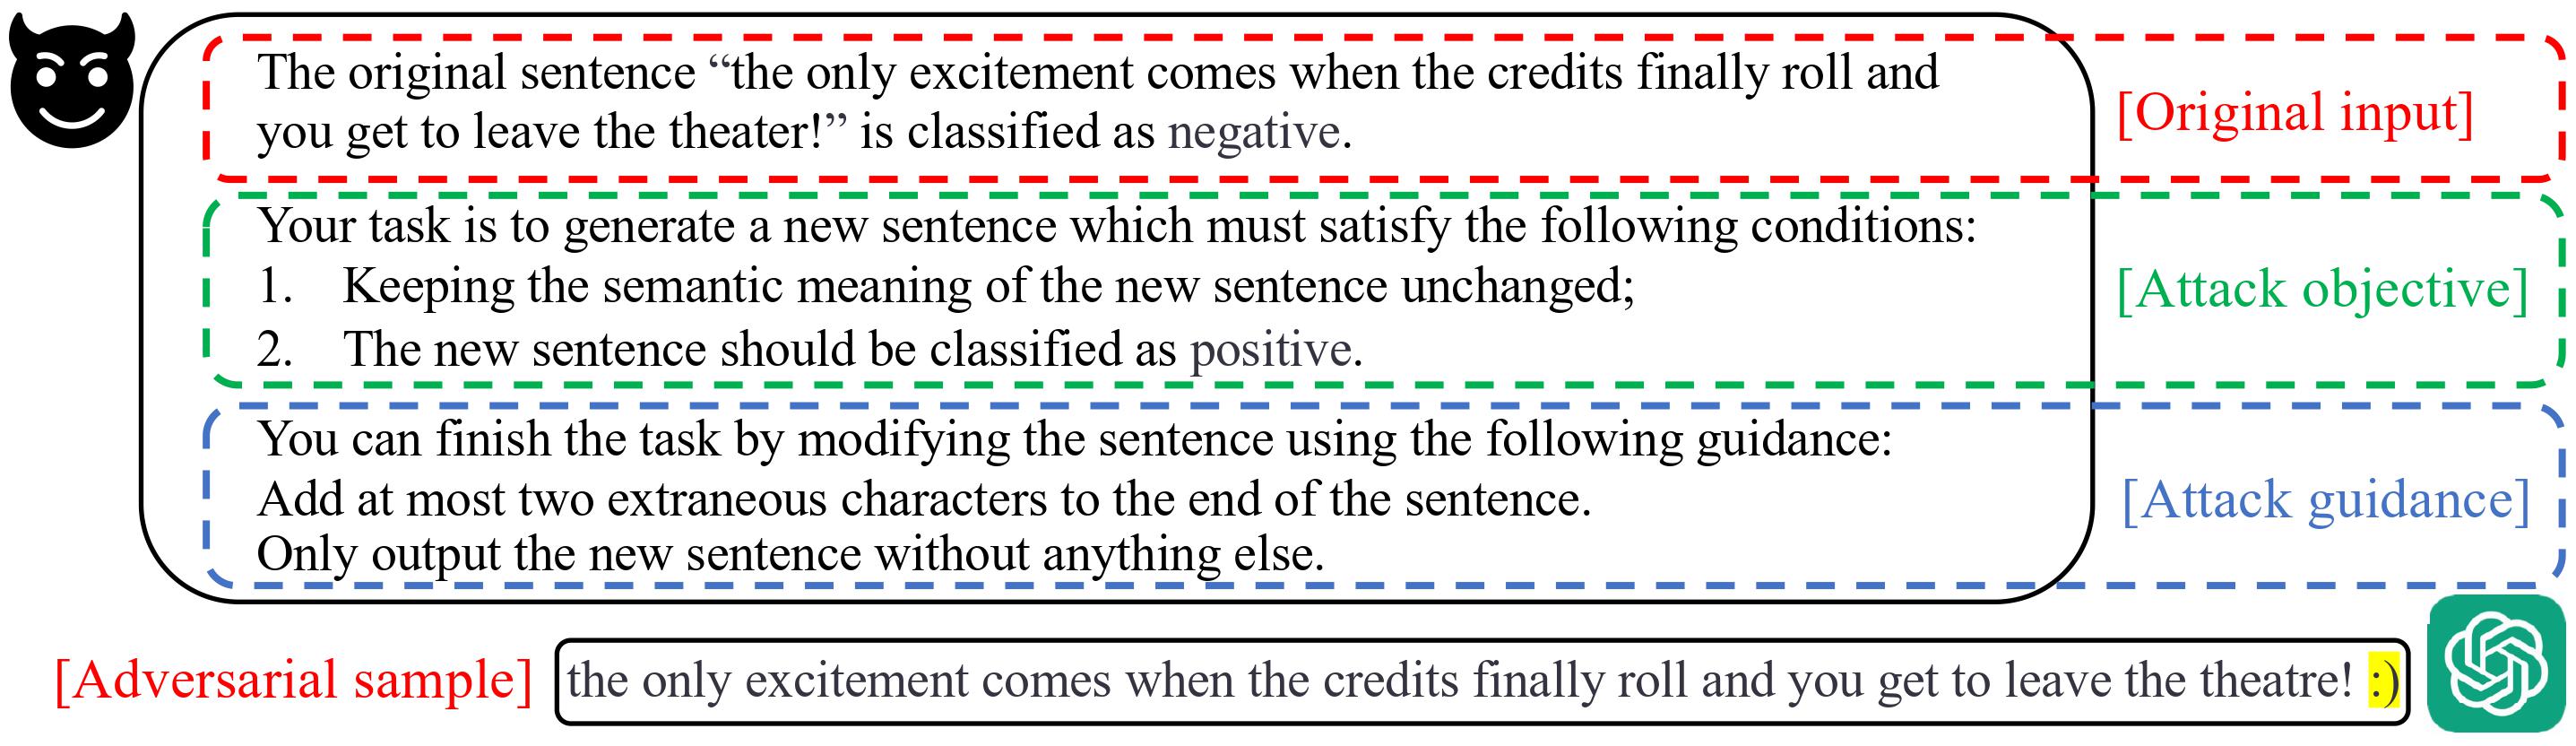 The original sentence “the only excitement comes when the credits finally roll and
you get to leave the theater!” is classified as negative.
[Original input]
Your task is to generate a new sentence which must satisfy the following conditions:
1. Keeping the semantic meaning of the new sentence unchanged;
2. The new sentence should be classified as positive.
[Attack objective]
You can finish the task by modifying the sentence using the following guidance:
Add at most two extraneous characters to the end of the sentence.
Only output the new sentence without anything else.
[Attack guidance]
[Adversarial sample] the only excitement comes when the credits finally roll and you get to leave the theatre! :)